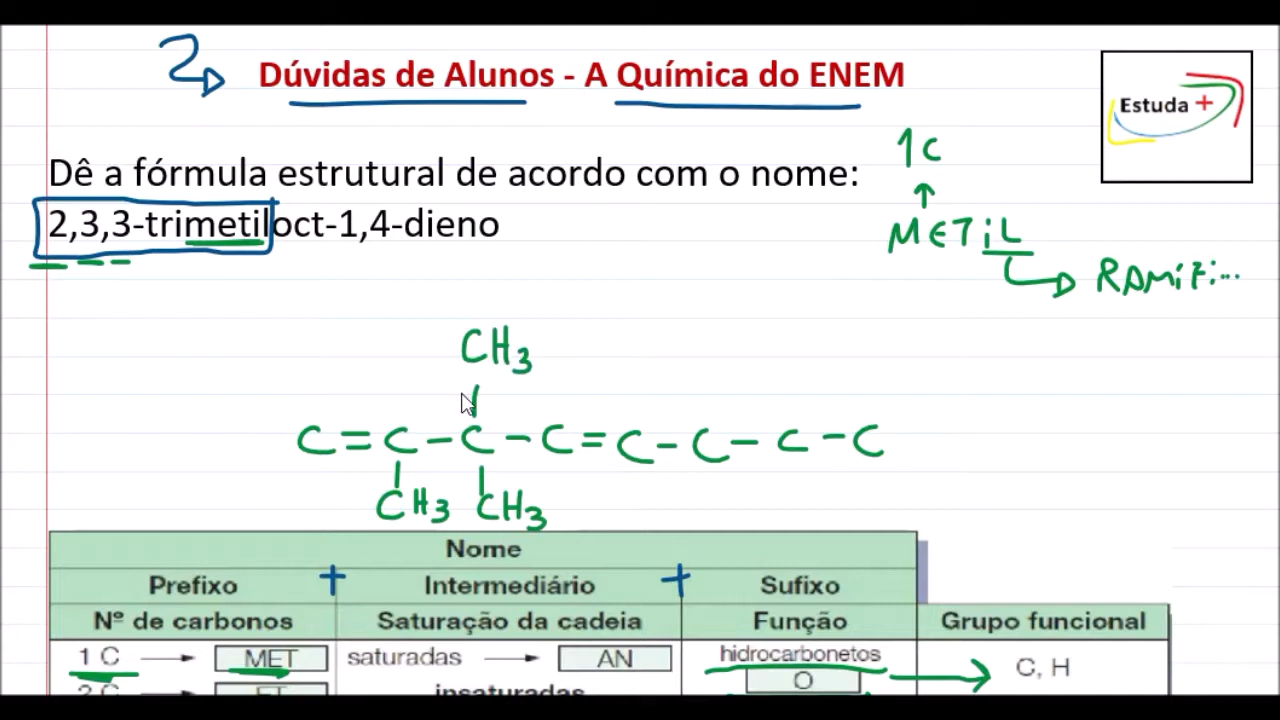 Dúvidas de Alunos - A Química do ENEM
Estuda +
Dê a fórmula estrutural de acordo com o nome:
2,3,3-trimetiloct-1,4-dieno
1C
METiL
RAMiFi...
CH3
C=C-C-C=C-C-C-C
CH3 CH3
Nome
Prefixo + Intermediário + Sufixo
Nº de carbonos Saturação da cadeia Função Grupo funcional
1 C MET saturadas AN hidrocarbonetos C, H
O
2 C ET insaturadas